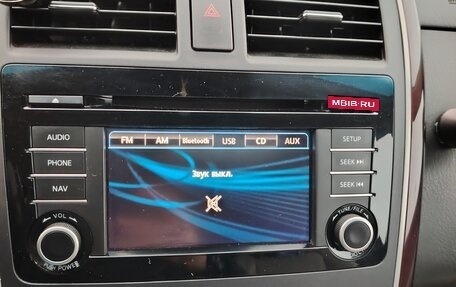 MBIB·RU
AUDIO
PHONE
NAV
VOL
PUSH POWER
FM AM Bluetooth USB CD AUX
Звук выкл.
SETUP
SEEK
SEEK
TUNE/FILE